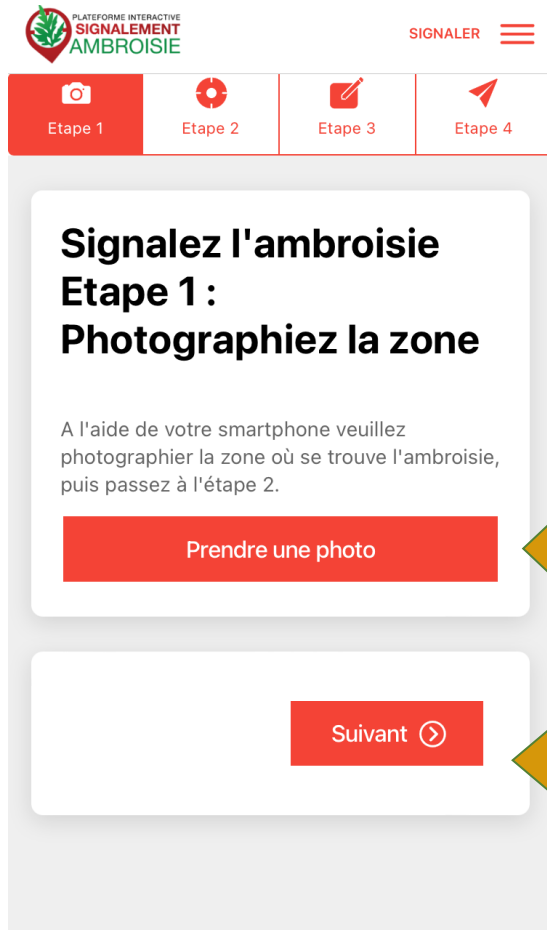 PLATEFORME INTERACTIVE
SIGNALEMENT
AMBROISIE
SIGNALER
Etape 1
Etape 2
Etape 3
Etape 4
Signalez l'ambroisie
Etape 1 :
Photographiez la zone
A l'aide de votre smartphone veuillez
photographier la zone où se trouve l'ambroisie,
puis passez à l'étape 2.
Prendre une photo
Suivant